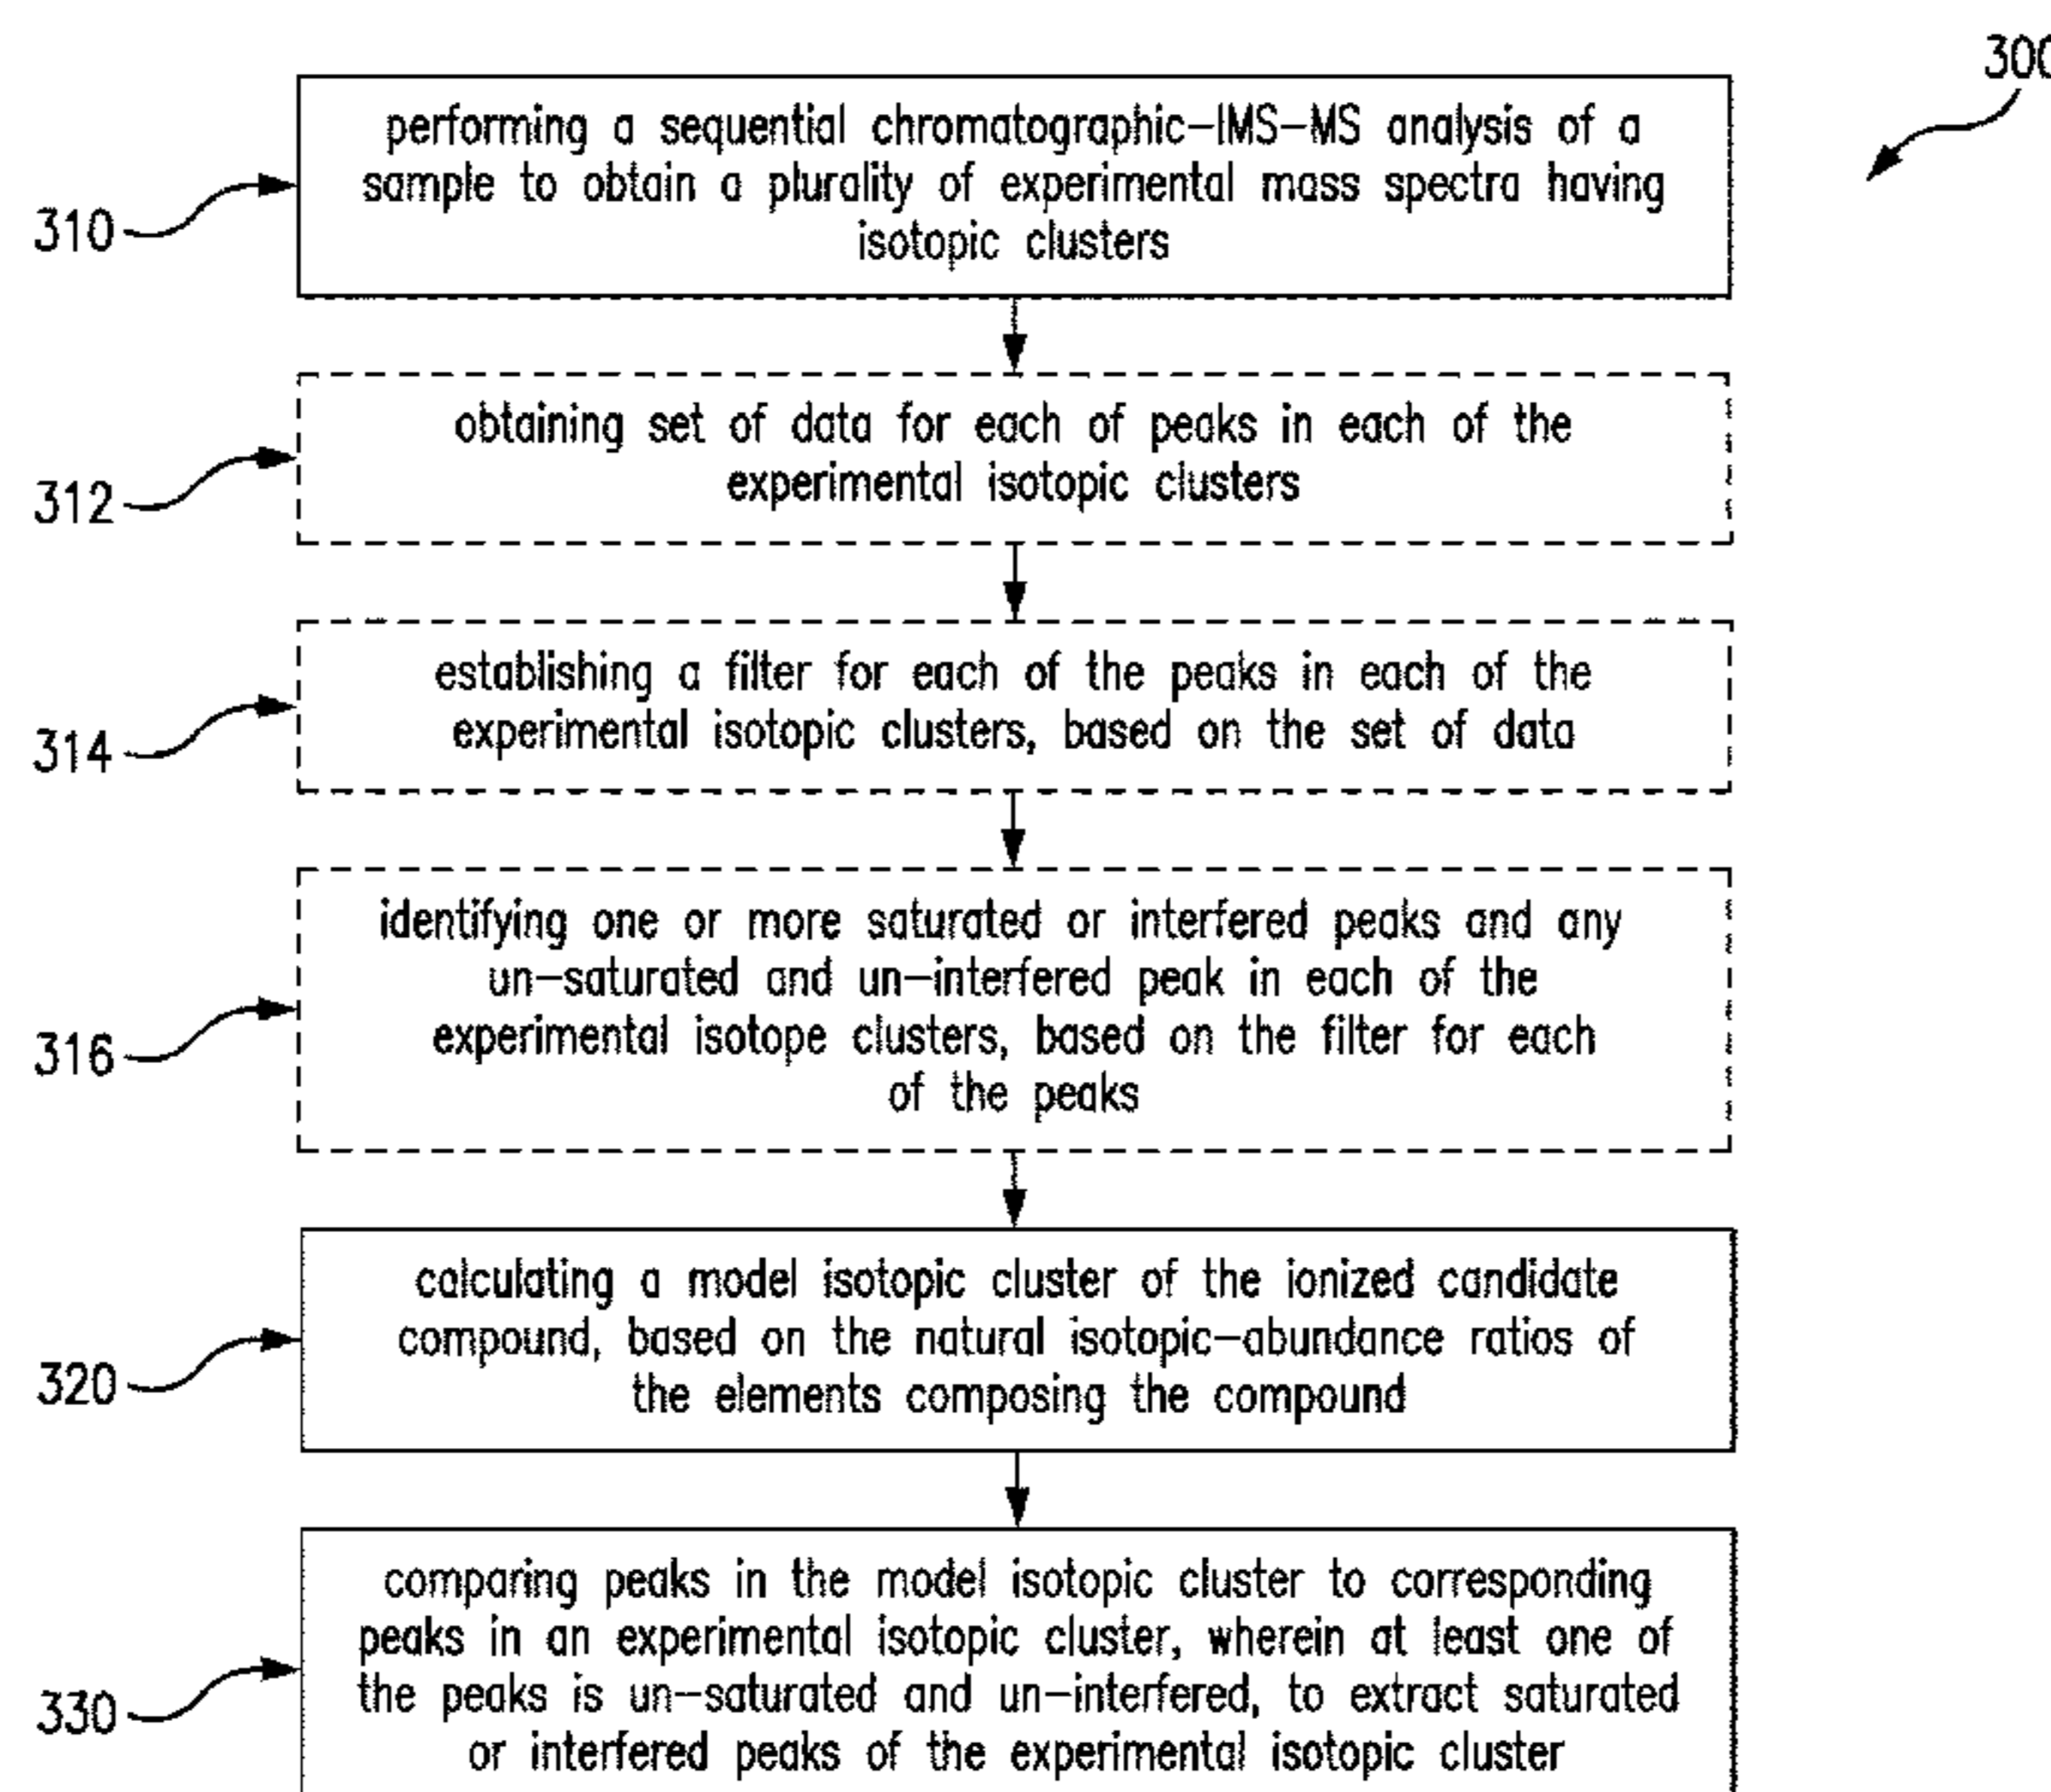 300
performing a sequential chromatographic-IMS-MS analysis of a
sample to obtain a plurality of experimental mass spectra having
isotopic clusters
310
obtaining set of data for each of peaks in each of the
experimental isotopic clusters
312
establishing a filter for each of the peaks in each of the
experimental isotopic clusters, based on the set of data
314
identifying one or more saturated or interfered peaks and any
un-saturated and un-interfered peak in each of the
experimental isotope clusters, based on the filter for each
of the peaks
316
calculating a model isotopic cluster of the ionized candidate
compound, based on the natural isotopic-abundance ratios of
the elements composing the compound
320
comparing peaks in the model isotopic cluster to corresponding
peaks in an experimental isotopic cluster, wherein at least one of
the peaks is un-saturated and un-interfered, to extract saturated
or interfered peaks of the experimental isotopic cluster
330